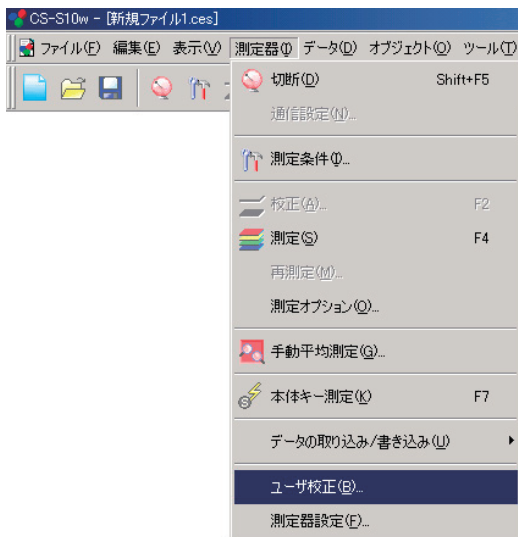 CS-S10w - [新規ファイル1.ces]
ファイル(F) 編集(E) 表示(V) 測定器(I) データ(D) オブジェクト(O) ツール(T)
切断(D) Shift+F5
通信設定(N)...
測定条件(I)...
校正(A)... F2
測定(S) F4
再測定(M)...
測定オプション(O)...
手動平均測定(G)...
本体キー測定(K) F7
データの取り込み/書き込み(U)
ユーザ校正(B)...
測定器設定(F)...